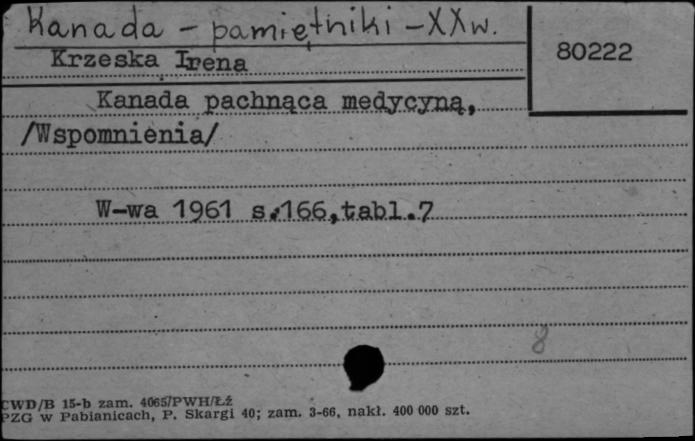 Kanada - pamiętniki - XX w.
80222
Krzeska Irena
Kanada pachnąca medycyną,
/Wspomnienia/
W-wa 1961 s.166,tabl.7
8
CWD/B 15-b zam. 4065/PWH/Łź
PZG w Pabianicach, P. Skargi 40; zam. 3-66, nakł. 400 000 szt.